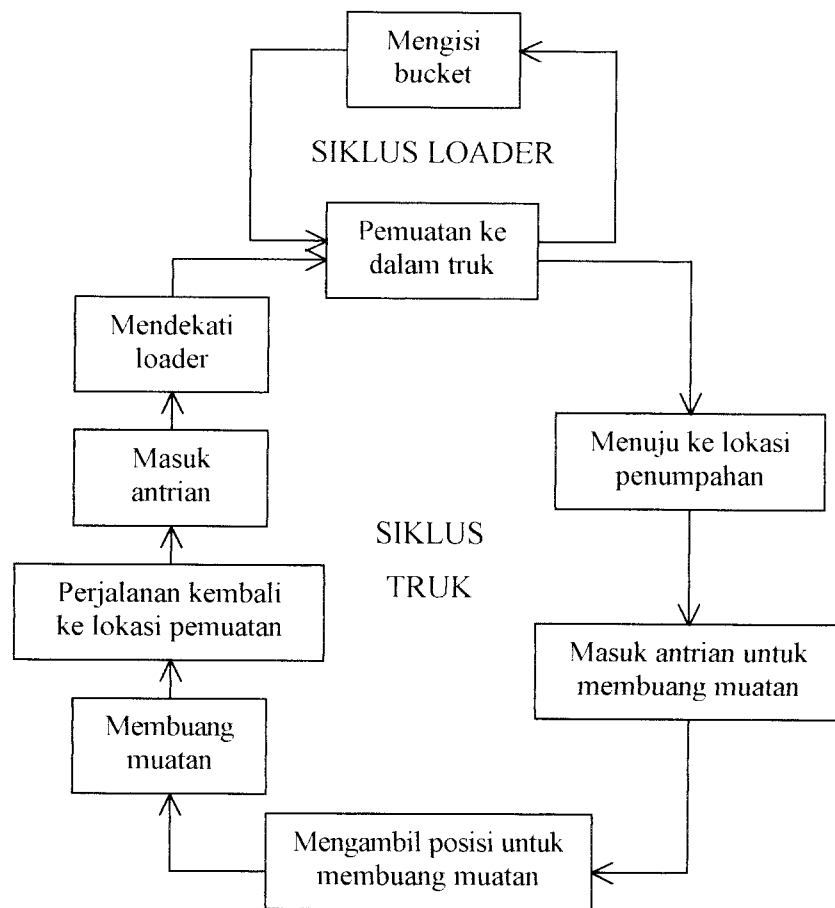 Mengisi
bucket
SIKLUS LOADER
Pemuatan ke
dalam truk
Mendekati
loader
Masuk
antrian
Perjalanan kembali
ke lokasi pemuatan
Membuang
muatan
SIKLUS
TRUK
Menuju ke lokasi
penumpahan
Masuk antrian untuk
membuang muatan
Mengambil posisi untuk
membuang muatan